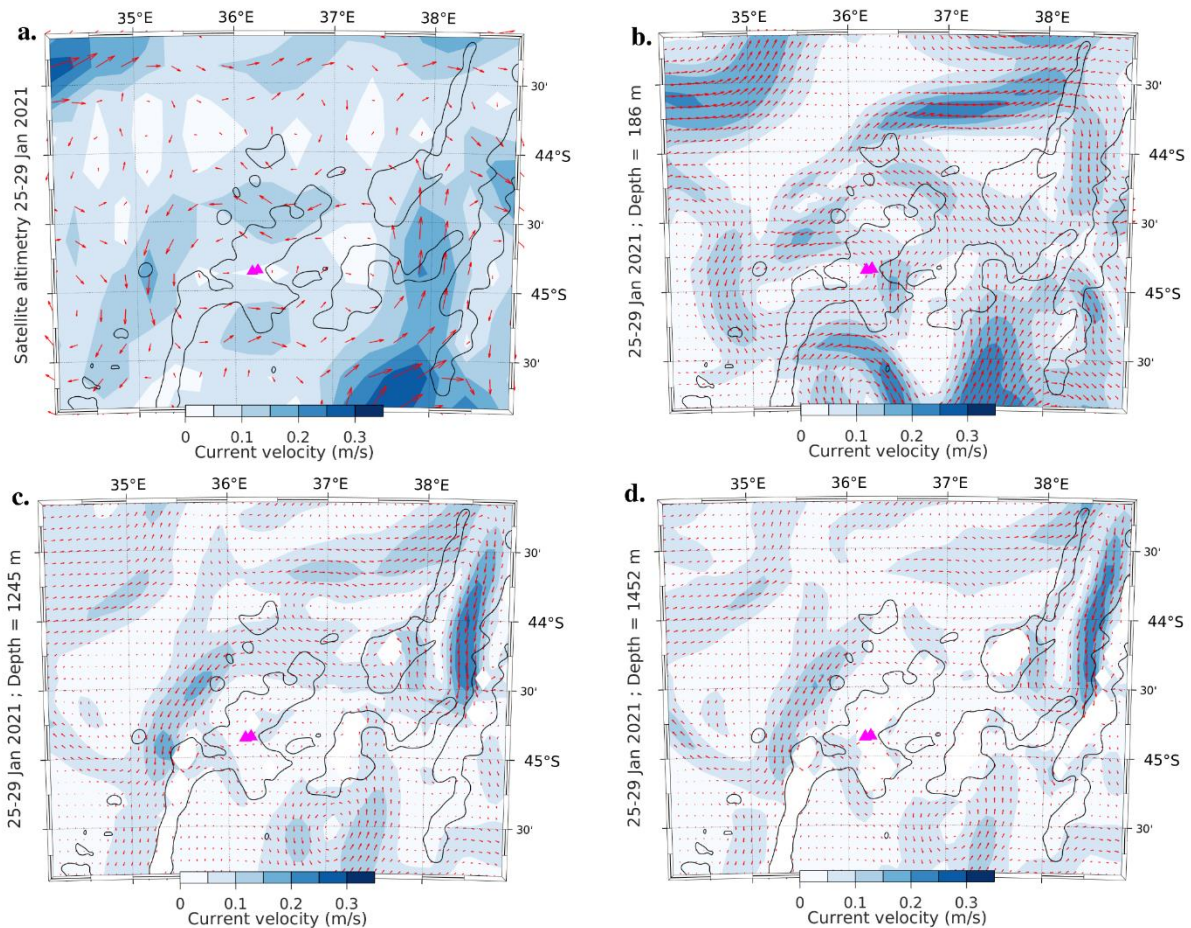 a.
35°E 36°E 37°E 38°E
30'
44°S
30'
45°S
30'
Satellite altimetry 25-29 Jan 2021
0 0.1 0.2 0.3
Current velocity (m/s)
b.
35°E 36°E 37°E 38°E
30'
44°S
30'
45°S
30'
25-29 Jan 2021 ; Depth = 186 m
0 0.1 0.2 0.3
Current velocity (m/s)
c.
35°E 36°E 37°E 38°E
30'
44°S
30'
45°S
30'
25-29 Jan 2021 ; Depth = 1245 m
0 0.1 0.2 0.3
Current velocity (m/s)
d.
35°E 36°E 37°E 38°E
30'
44°S
30'
45°S
30'
25-29 Jan 2021 ; Depth = 1452 m
0 0.1 0.2 0.3
Current velocity (m/s)